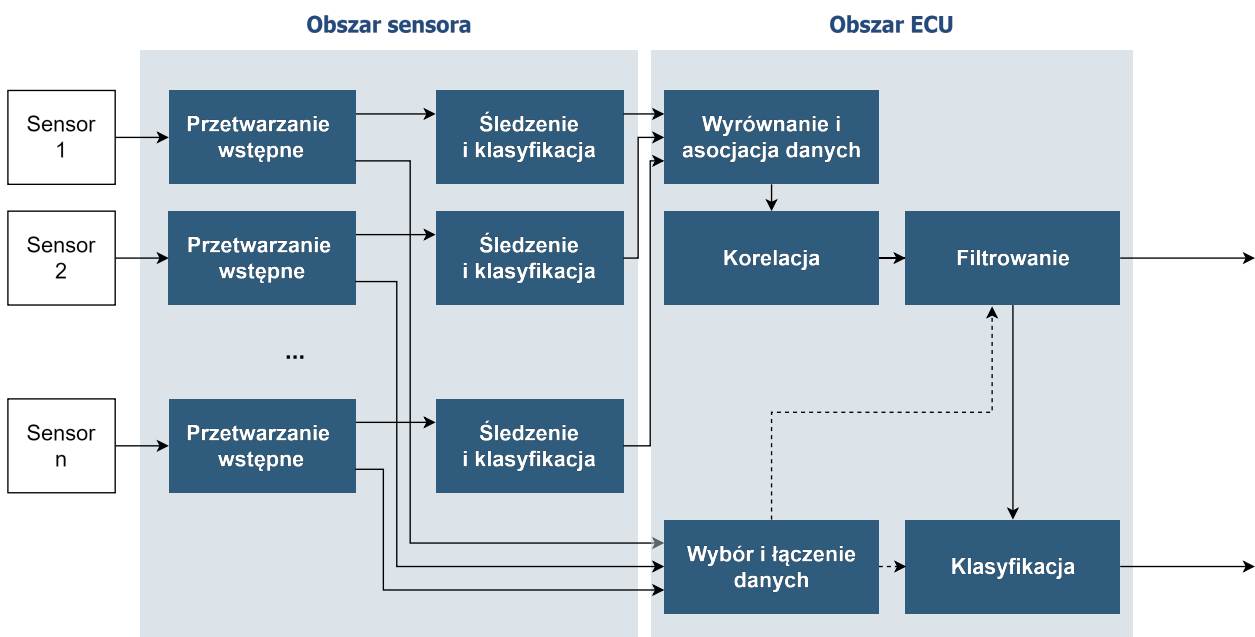 Obszar sensora
Obszar ECU
Sensor
1
Przetwarzanie
wstępne
Śledzenie
i klasyfikacja
Wyrównanie i
asocjacja danych
Sensor
2
Przetwarzanie
wstępne
Śledzenie
i klasyfikacja
Korelacja
Filtrowanie
...
Sensor
n
Przetwarzanie
wstępne
Śledzenie
i klasyfikacja
Wybór i łączenie
danych
Klasyfikacja